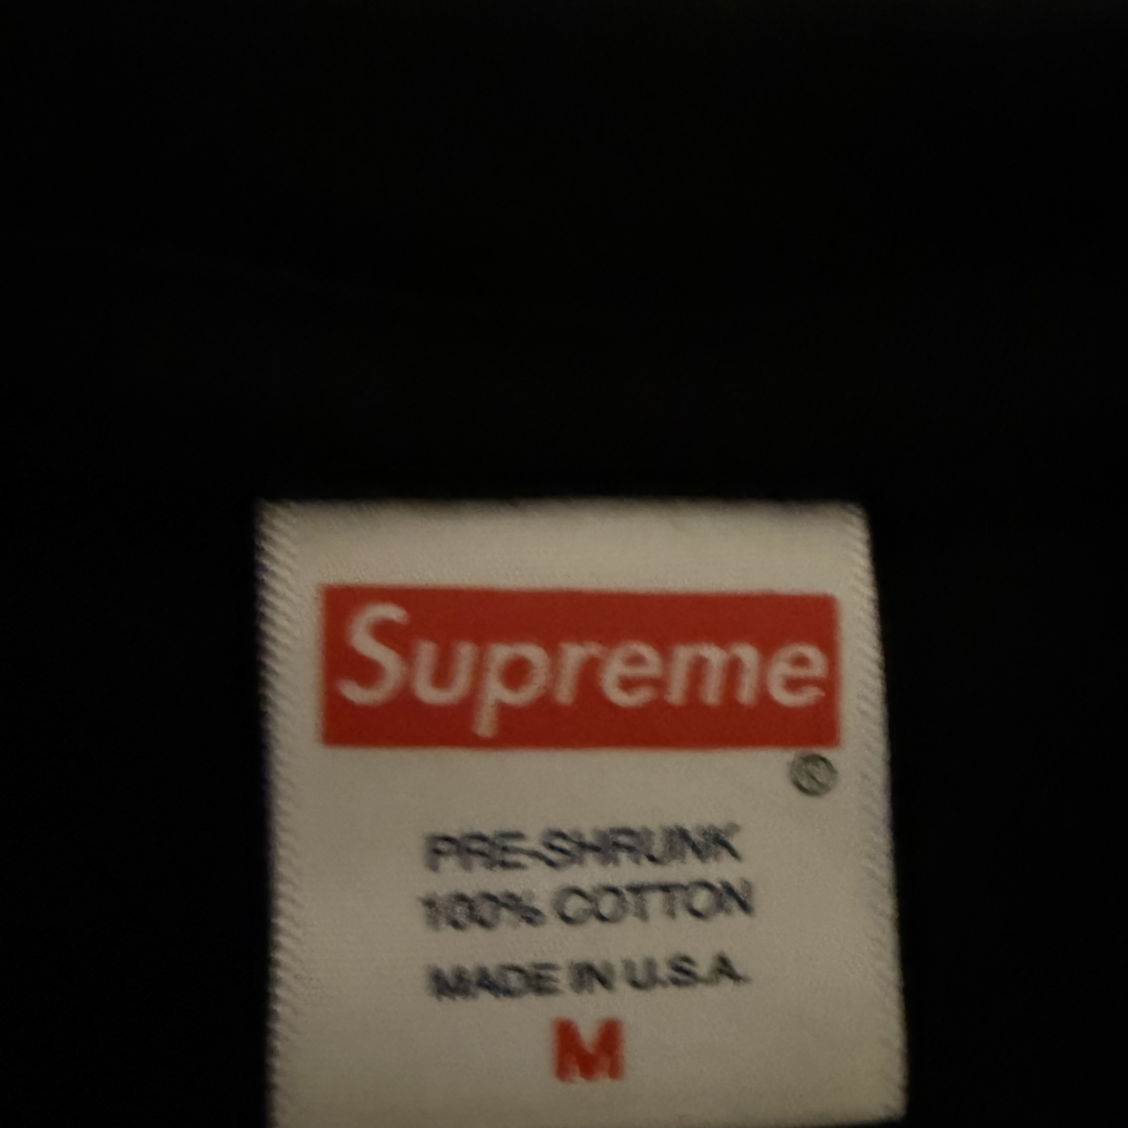 Supreme
®
PRE-SHRUNK
100% COTTON
MADE IN U.S.A.
M